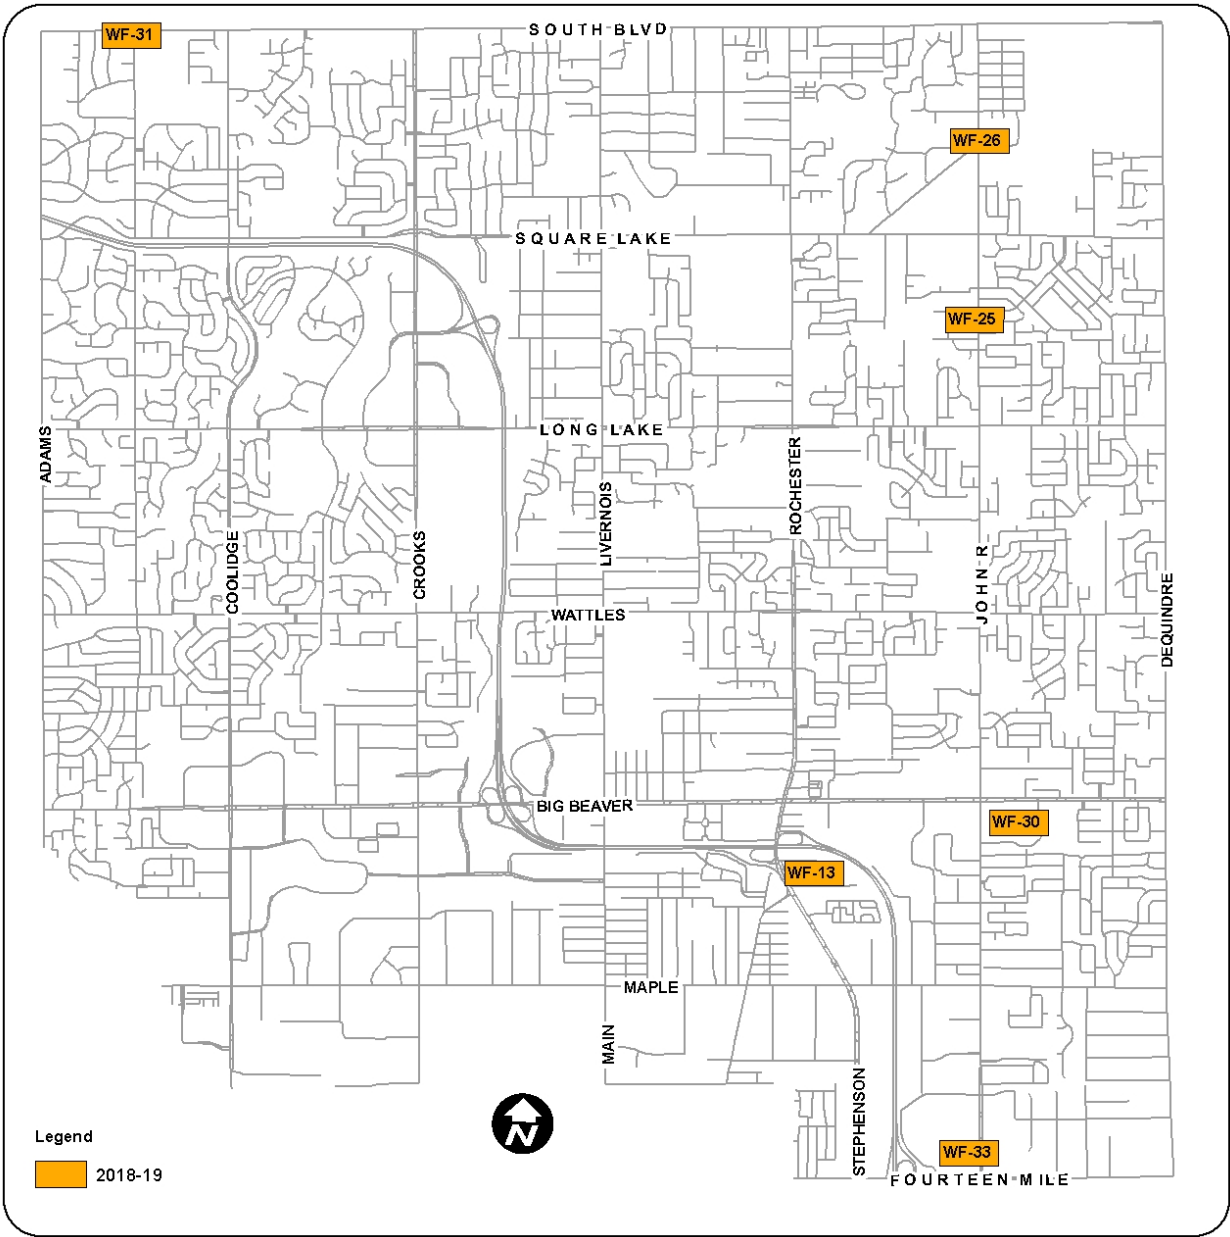 WF-31
SOUTH BLVD
WF-26
SQUARE LAKE
WF-25
LONG LAKE
ADAMS
ROCHESTER
LIVERNOIS
COOLIDGE
CROOKS
JOHN R
DEQUINDRE
WATTLES
BIG BEAVER
WF-30
WF-13
MAPLE
MAIN
STEPHENSON
N
Legend
2018-19
WF-33
FOURTEEN MILE